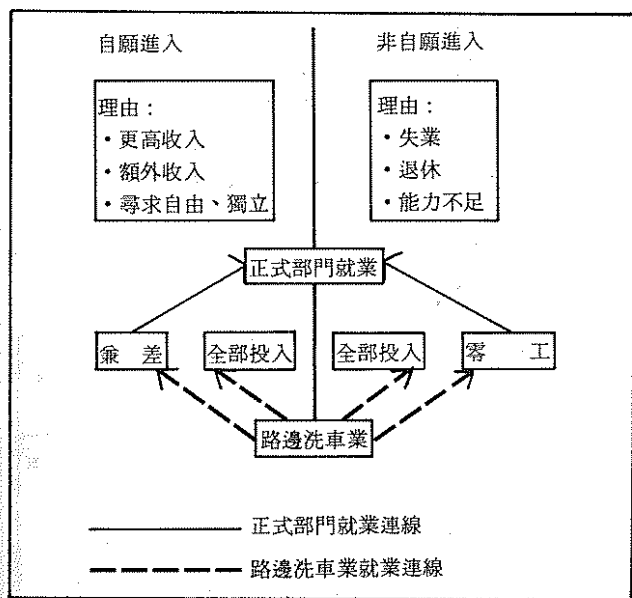 自願進入
非自願進入
理由：
・更高收入
・額外收入
・尋求自由、獨立
理由：
・失業
・退休
・能力不足
正式部門就業
兼 差
全部投入
全部投入
零 工
路邊洗車業
正式部門就業連線
路邊洗車業就業連線